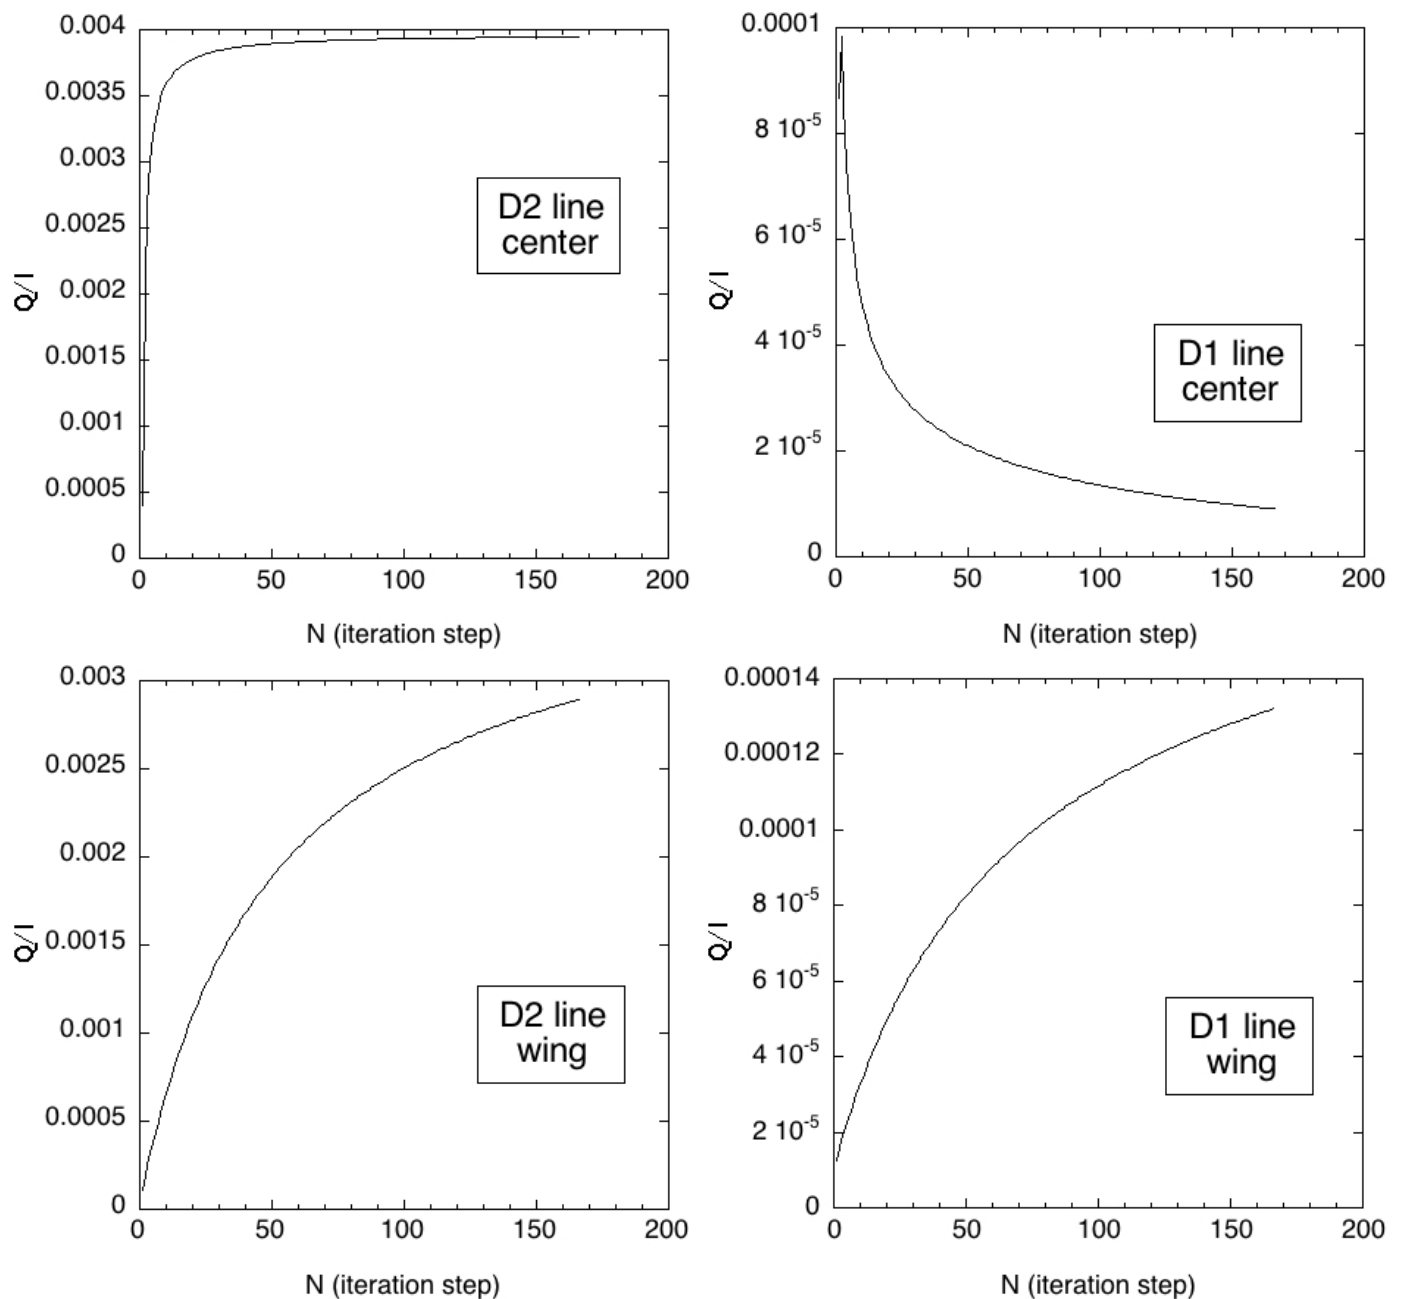 0.004
0.0035
0.003
0.0025
0.002
0.0015
0.001
0.0005
0
Q/I
D2 line
center
0 50 100 150 200
N (iteration step)
0.0001
8 10-5
6 10-5
4 10-5
2 10-5
0
Q/I
D1 line
center
0 50 100 150 200
N (iteration step)
0.003
0.0025
0.002
0.0015
0.001
0.0005
0
Q/I
D2 line
wing
0 50 100 150 200
N (iteration step)
0.00014
0.00012
0.0001
8 10-5
6 10-5
4 10-5
2 10-5
0
Q/I
D1 line
wing
0 50 100 150 200
N (iteration step)